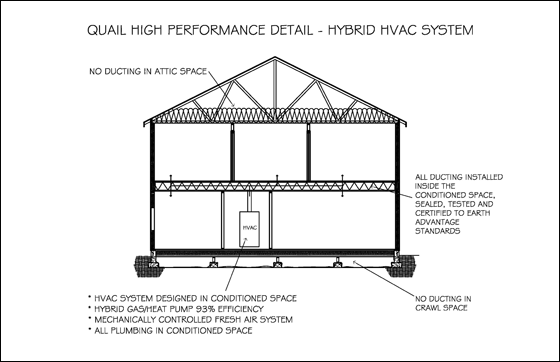 QUAIL HIGH PERFORMANCE DETAIL - HYBRID HVAC SYSTEM
NO DUCTING IN ATTIC SPACE
ALL DUCTING INSTALLED
INSIDE THE
CONDITIONED SPACE,
SEALED, TESTED AND
CERTIFIED TO EARTH
ADVANTAGE
STANDARDS
HVAC
* HVAC SYSTEM DESIGNED IN CONDITIONED SPACE
* HYBRID GAS/HEAT PUMP 93% EFFICIENCY
* MECHANICALLY CONTROLLED FRESH AIR SYSTEM
* ALL PLUMBING IN CONDITIONED SPACE
NO DUCTING IN
CRAWL SPACE